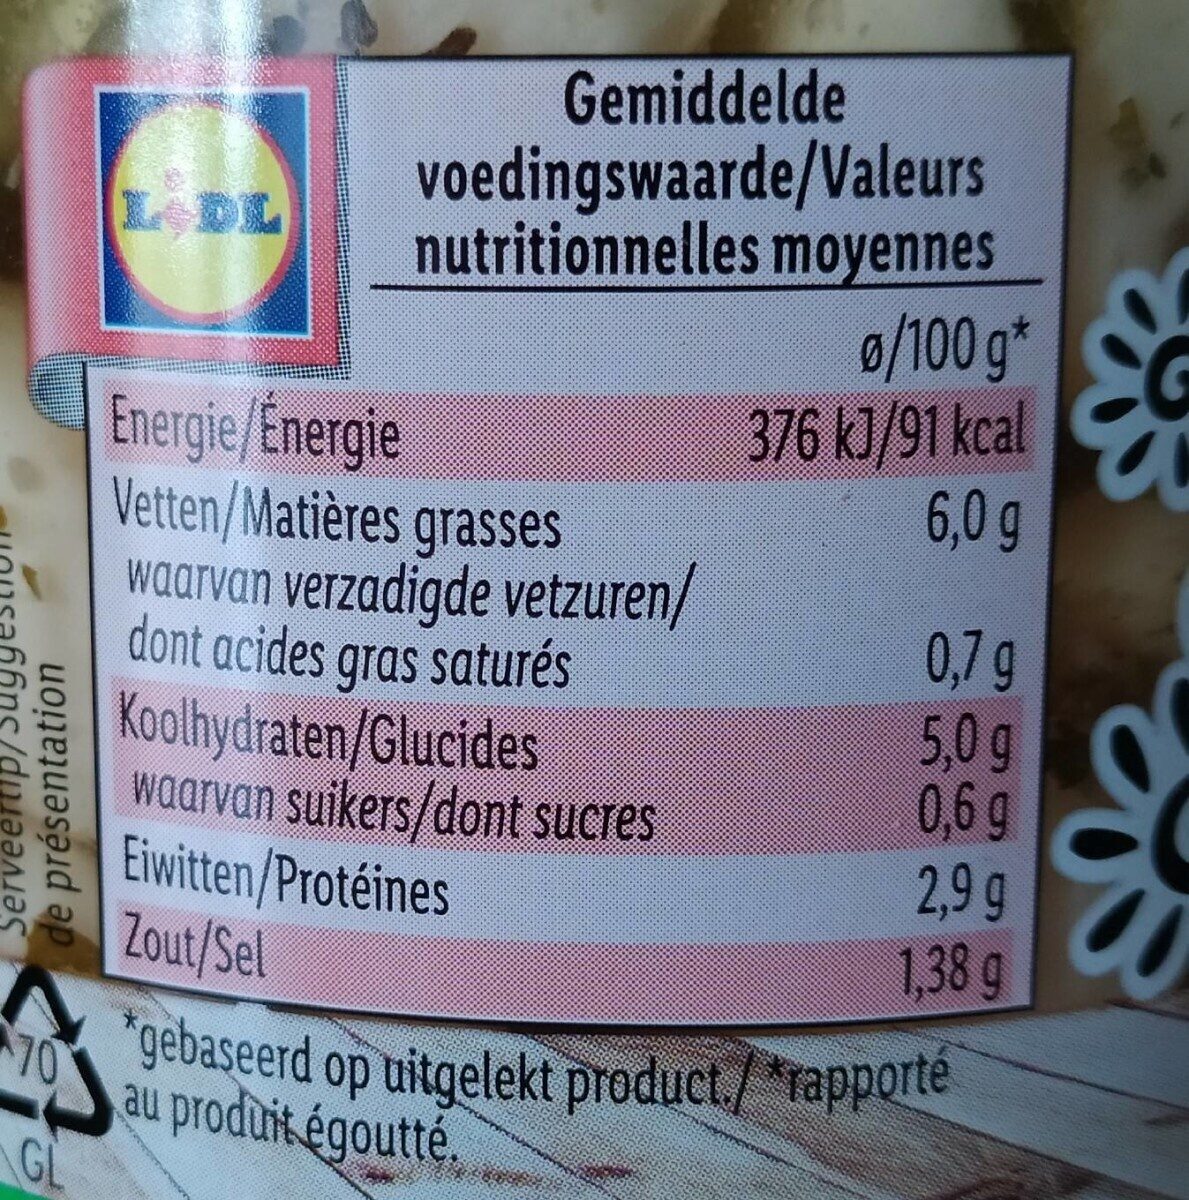 LIDL
Gemiddelde
voedingswaarde/Valeurs
nutritionnelles moyennes
ø/100 g*
Energie/Énergie 376 kJ/91 kcal
Vetten/Matières grasses 6,0 g
waarvan verzadigde vetzuren/
dont acides gras saturés 0,7 g
Koolhydraten/Glucides 5,0 g
waarvan suikers/dont sucres 0,6 g
Eiwitten/Protéines 2,9 g
Zout/Sel 1,38 g
*gebaseerd op uitgelekt product./ *rapporté
au produit égoutté.
Serveertip/Suggestion
de présentation
70
GL